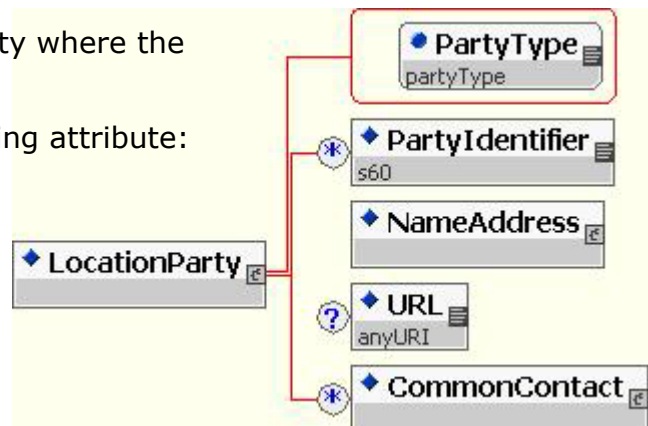 ty where the
ng attribute:
PartyType
partyType
* PartyIdentifier
s60
NameAddress
LocationParty
? URL
anyURI
* CommonContact